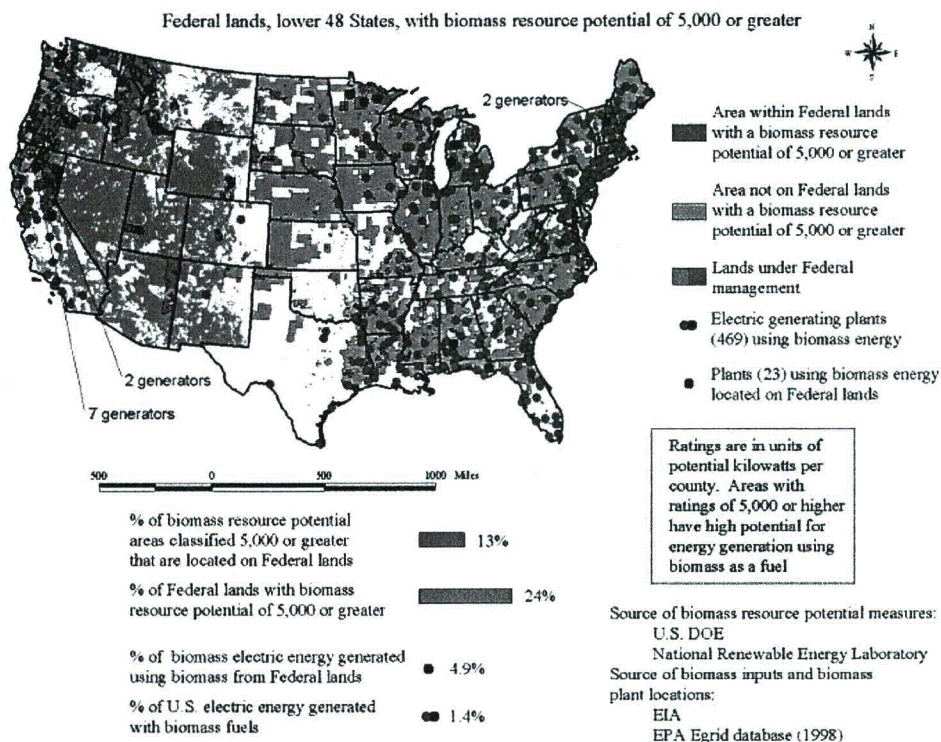 Federal lands, lower 48 States, with biomass resource potential of 5,000 or greater
N
W E
S
2 generators
Area within Federal lands
with a biomass resource
potential of 5,000 or greater
Area not on Federal lands
with a biomass resource
potential of 5,000 or greater
Lands under Federal
management
Electric generating plants
(469) using biomass energy
Plants (23) using biomass energy
located on Federal lands
2 generators
7 generators
500 0 500 1000 Miles
Ratings are in units of
potential kilowatts per
county. Areas with
ratings of 5,000 or higher
have high potential for
energy generation using
biomass as a fuel
% of biomass resource potential
areas classified 5,000 or greater
that are located on Federal lands
13%
% of Federal lands with biomass
resource potential of 5,000 or greater
24%
% of biomass electric energy generated
using biomass from Federal lands
4.9%
% of U.S. electric energy generated
with biomass fuels
1.4%
Source of biomass resource potential measures:
U.S. DOE
National Renewable Energy Laboratory
Source of biomass inputs and biomass
plant locations:
EIA
EPA Egrid database (1998)